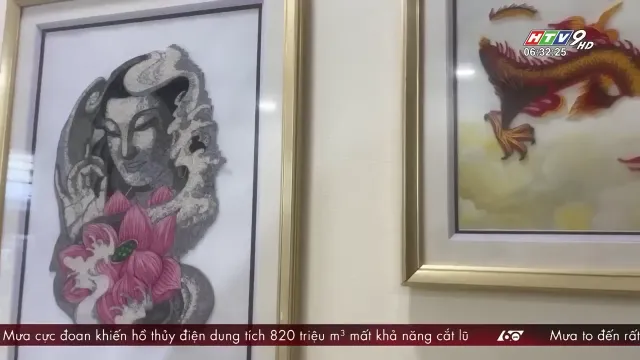 HTV9 HD
06:32:25
Mưa cực đoan khiến hồ thủy điện dung tích 820 triệu m³ mất khả năng cắt lũ
Mưa to đến rất